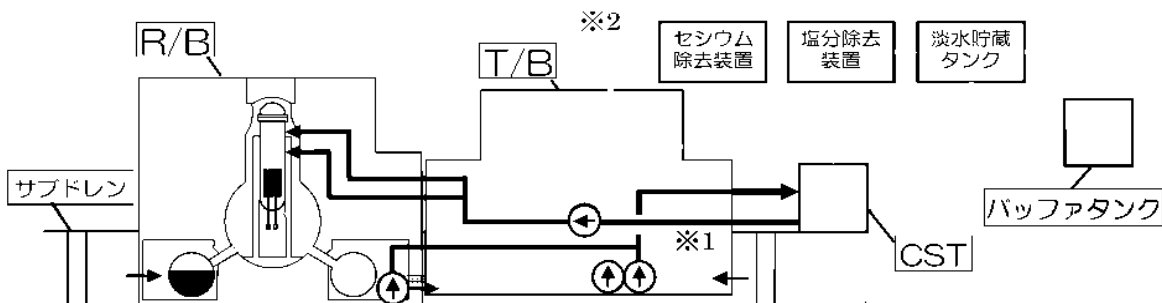 ※2
セシウム
除去装置
塩分除去
装置
淡水貯蔵
タンク
R/B
T/B
サブドレン
バッファタンク
※1
CST